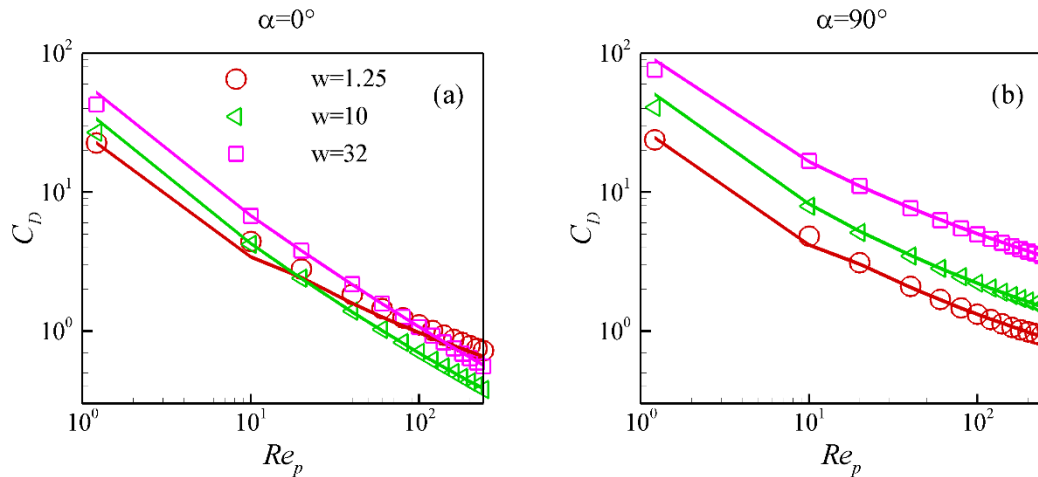 α=0°
10²
10¹
10⁰
C_D
(a)
w=1.25
w=10
w=32
10⁰
10¹
10²
Re_p
α=90°
10²
10¹
10⁰
C_D
(b)
10⁰
10¹
10²
Re_p